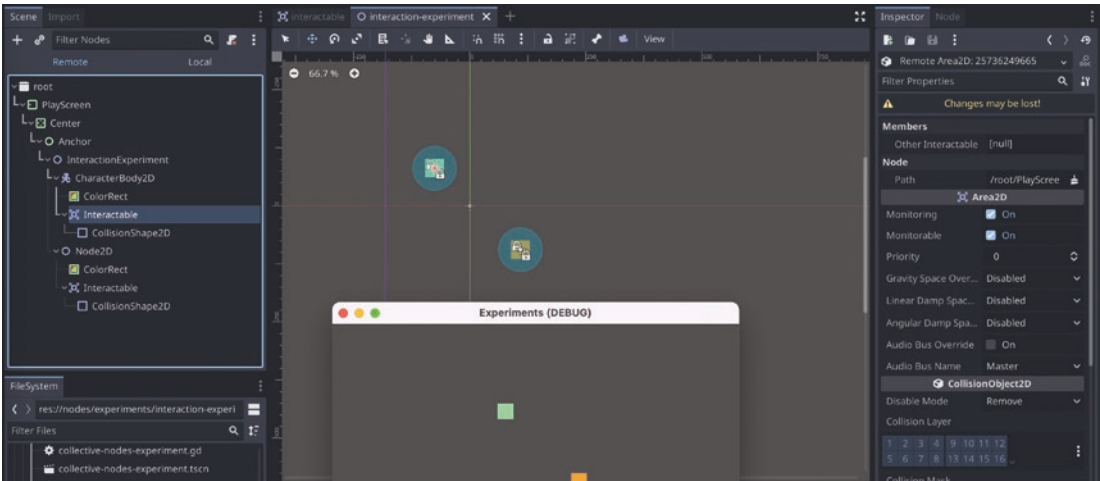 Scene Import
Filter Nodes
Remote Local
root
PlayScreen
Center
Anchor
InteractionExperiment
CharacterBody2D
ColorRect
Interactable
CollisionShape2D
Node2D
ColorRect
Interactable
CollisionShape2D
FileSystem
res://nodes/experiments/interaction-experi
Filter Files
collective-nodes-experiment.gd
collective-nodes-experiment.tscn
interactable interaction-experiment
View
66.7 %
Experiments (DEBUG)
Inspector Node
Remote Area2D: 25736249665
Filter Properties
Changes may be lost!
Members
Other Interactable [null]
Node
Path /root/PlayScree
Area2D
Monitoring On
Monitorable On
Priority 0
Gravity Space Over... Disabled
Linear Damp Spac... Disabled
Angular Damp Spa... Disabled
Audio Bus Override On
Audio Bus Name Master
CollisionObject2D
Disable Mode Remove
Collision Layer
1 2 3 4 9 10 11 12
5 6 7 8 13 14 15 16
Collision Mask